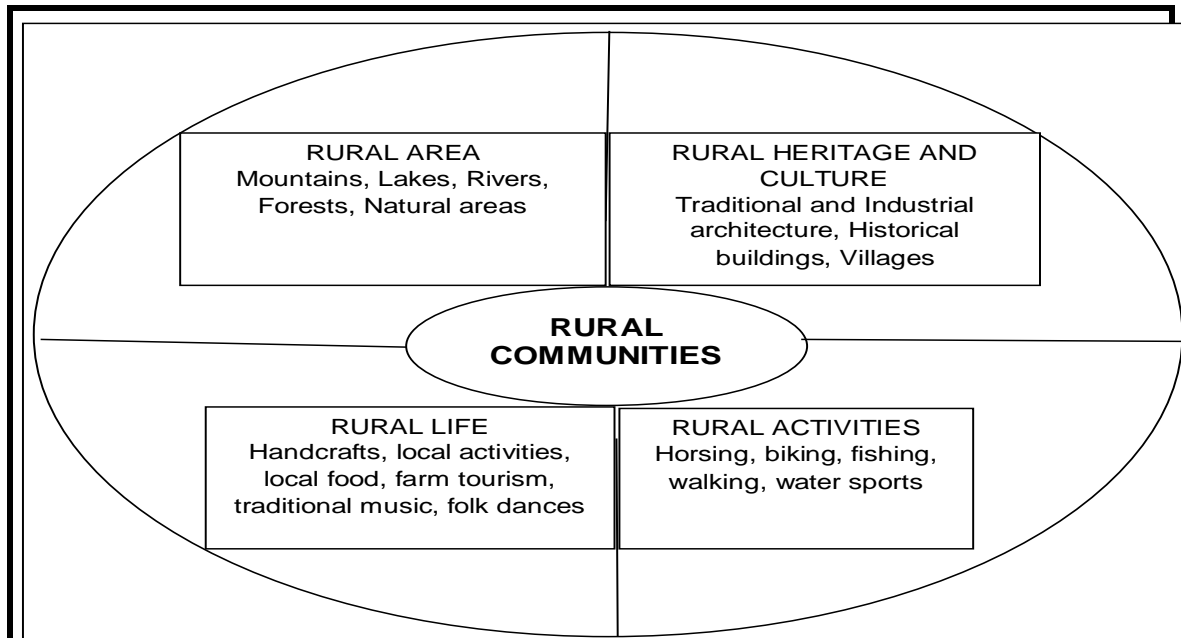 RURAL AREA
Mountains, Lakes, Rivers,
Forests, Natural areas
RURAL HERITAGE AND
CULTURE
Traditional and Industrial
architecture, Historical
buildings, Villages
RURAL
COMMUNITIES
RURAL LIFE
Handcrafts, local activities,
local food, farm tourism,
traditional music, folk dances
RURAL ACTIVITIES
Horsing, biking, fishing,
walking, water sports